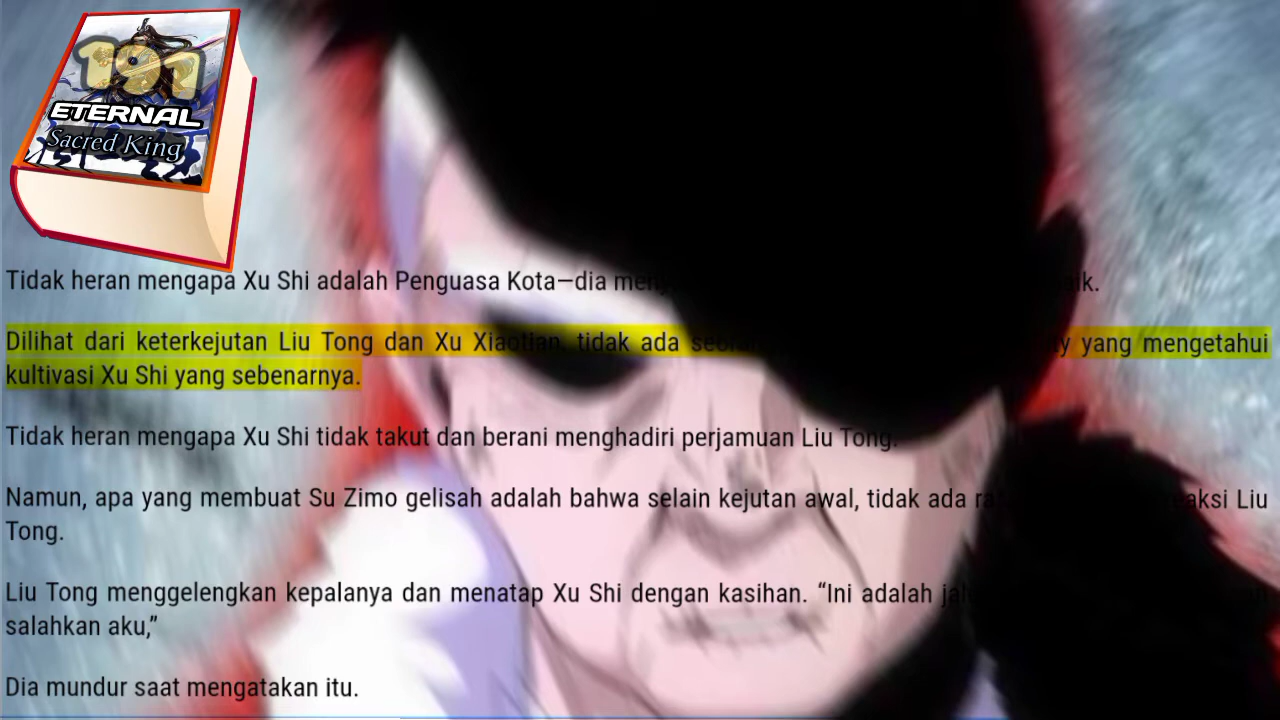 191
ETERNAL
Sacred King
Tidak heran mengapa Xu Shi adalah Penguasa Kota—dia
Dilihat dari keterkejutan Liu Tong dan Xu Xiaotian, tidak ada yang mengetahui
kultivasi Xu Shi yang sebenarnya.
Tidak heran mengapa Xu Shi tidak takut dan berani menghadiri perjamuan Liu Tong.
Namun, apa yang membuat Su Zimo gelisah adalah bahwa selain kejutan awal, tidak ada Liu
Tong.
Liu Tong menggelengkan kepalanya dan menatap Xu Shi dengan kasihan. “Ini adalah
salahkan aku,”
Dia mundur saat mengatakan itu.